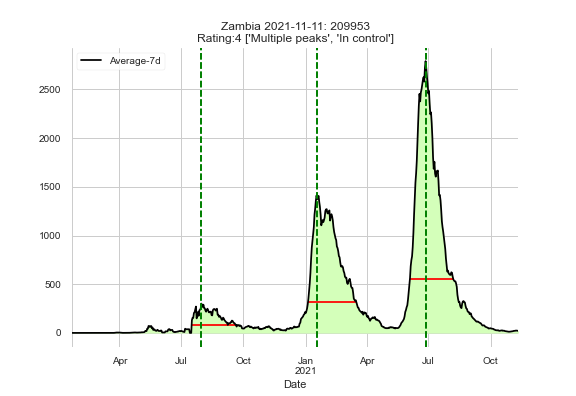 Zambia 2021-11-11: 209953
Rating:4 ['Multiple peaks', 'In control']
Average-7d
2500
2000
1500
1000
500
0
Apr Jul Oct Jan Apr Jul Oct
2021
Date